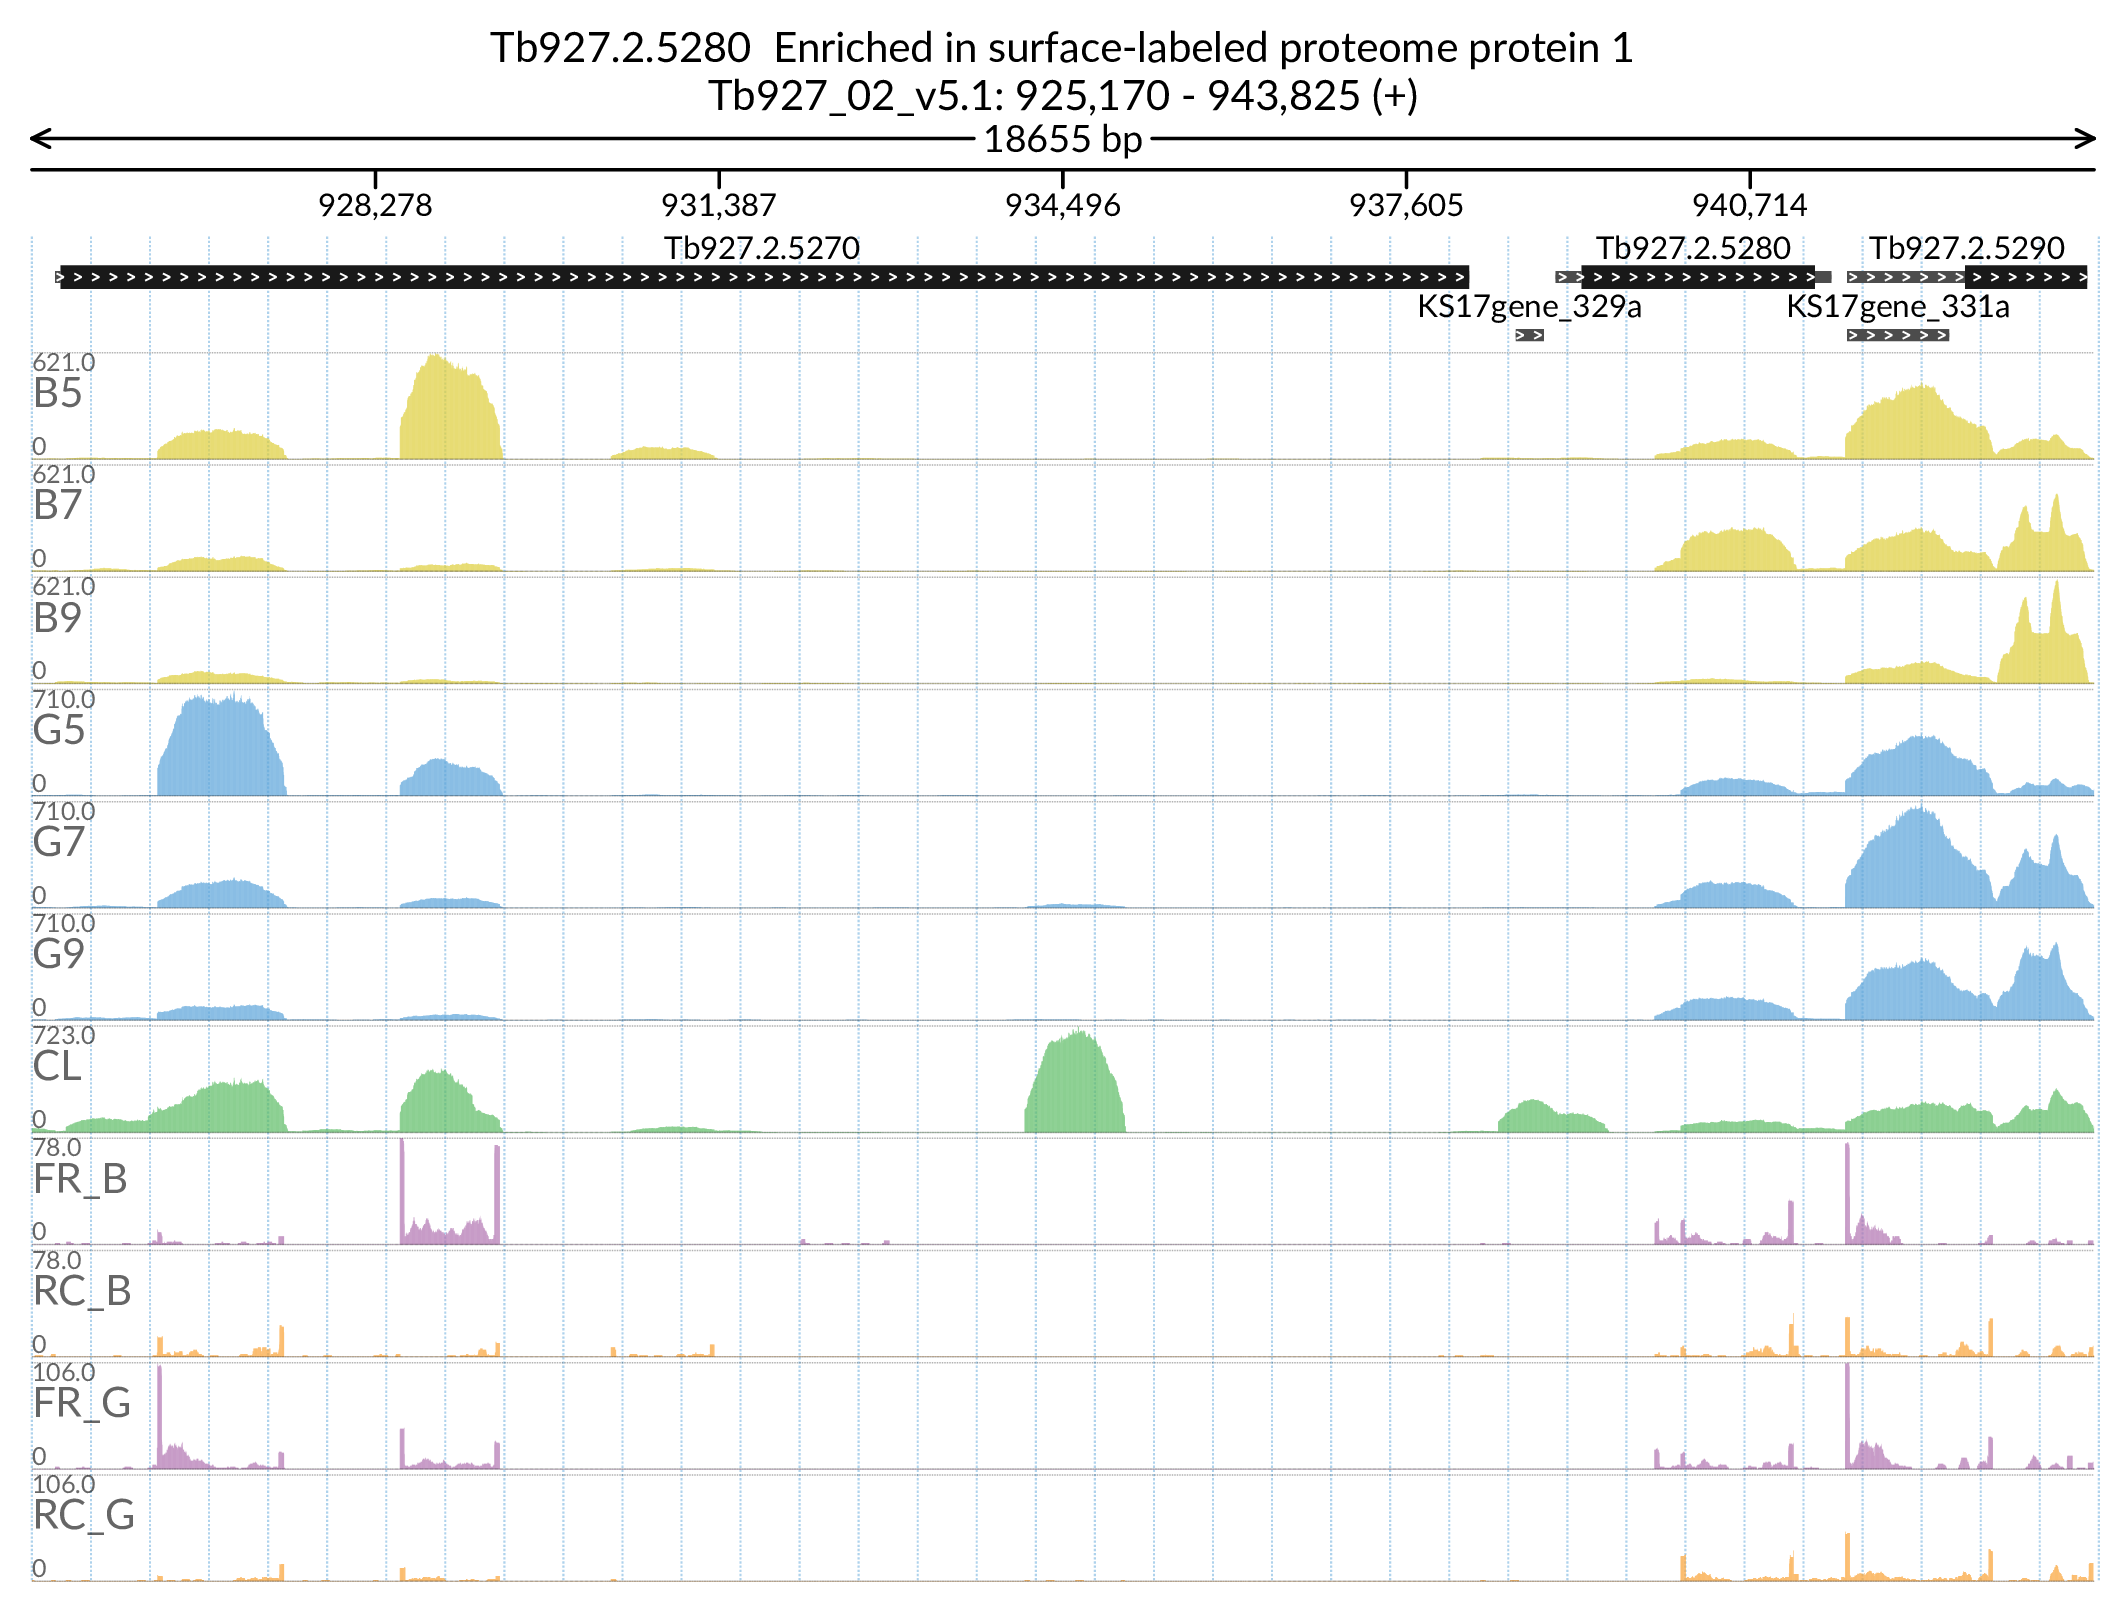 Tb927.2.5280  Enriched in surface-labeled proteome protein 1
Tb927_02_v5.1: 925,170 - 943,825 (+)
18655 bp
928,278 931,387 934,496 937,605 940,714
Tb927.2.5270 Tb927.2.5280 Tb927.2.5290
KS17gene_329a KS17gene_331a
621.0
B5
0
621.0
B7
0
621.0
B9
0
710.0
G5
0
710.0
G7
0
710.0
G9
0
723.0
CL
0
78.0
FR_B
0
78.0
RC_B
0
106.0
FR_G
0
106.0
RC_G
0